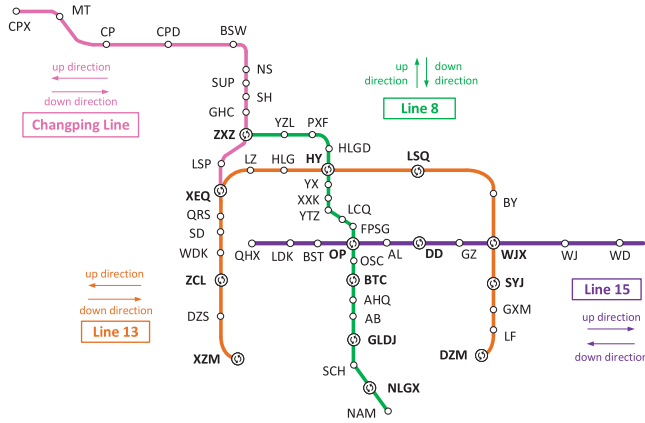 CPX
MT
CP
CPD
BSW
NS
SUP
SH
GHC
ZXZ
YZL
PXF
HLGD
up direction
down direction
Changping Line
up direction
down direction
Line 8
LSP
LZ
HLG
HY
LSQ
XEQ
YX
XXK
YTZ
LCQ
FPSG
BY
QRS
SD
WDK
QHX
LDK
BST
OP
AL
DD
GZ
WJX
WJ
WD
OSC
up direction
down direction
Line 13
ZCL
BTC
SYJ
Line 15
AHQ
GXM
DZS
AB
LF
up direction
down direction
GLDJ
XZM
DZM
SCH
NLGX
NAM